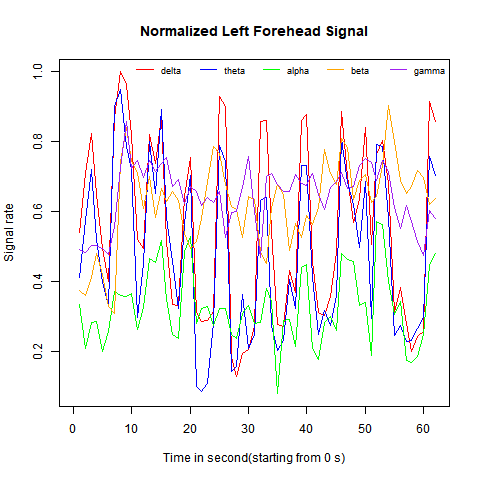 Normalized Left Forehead Signal
delta theta alpha beta gamma
1.0
0.8
0.6
0.4
0.2
Signal rate
0 10 20 30 40 50 60
Time in second(starting from 0 s)